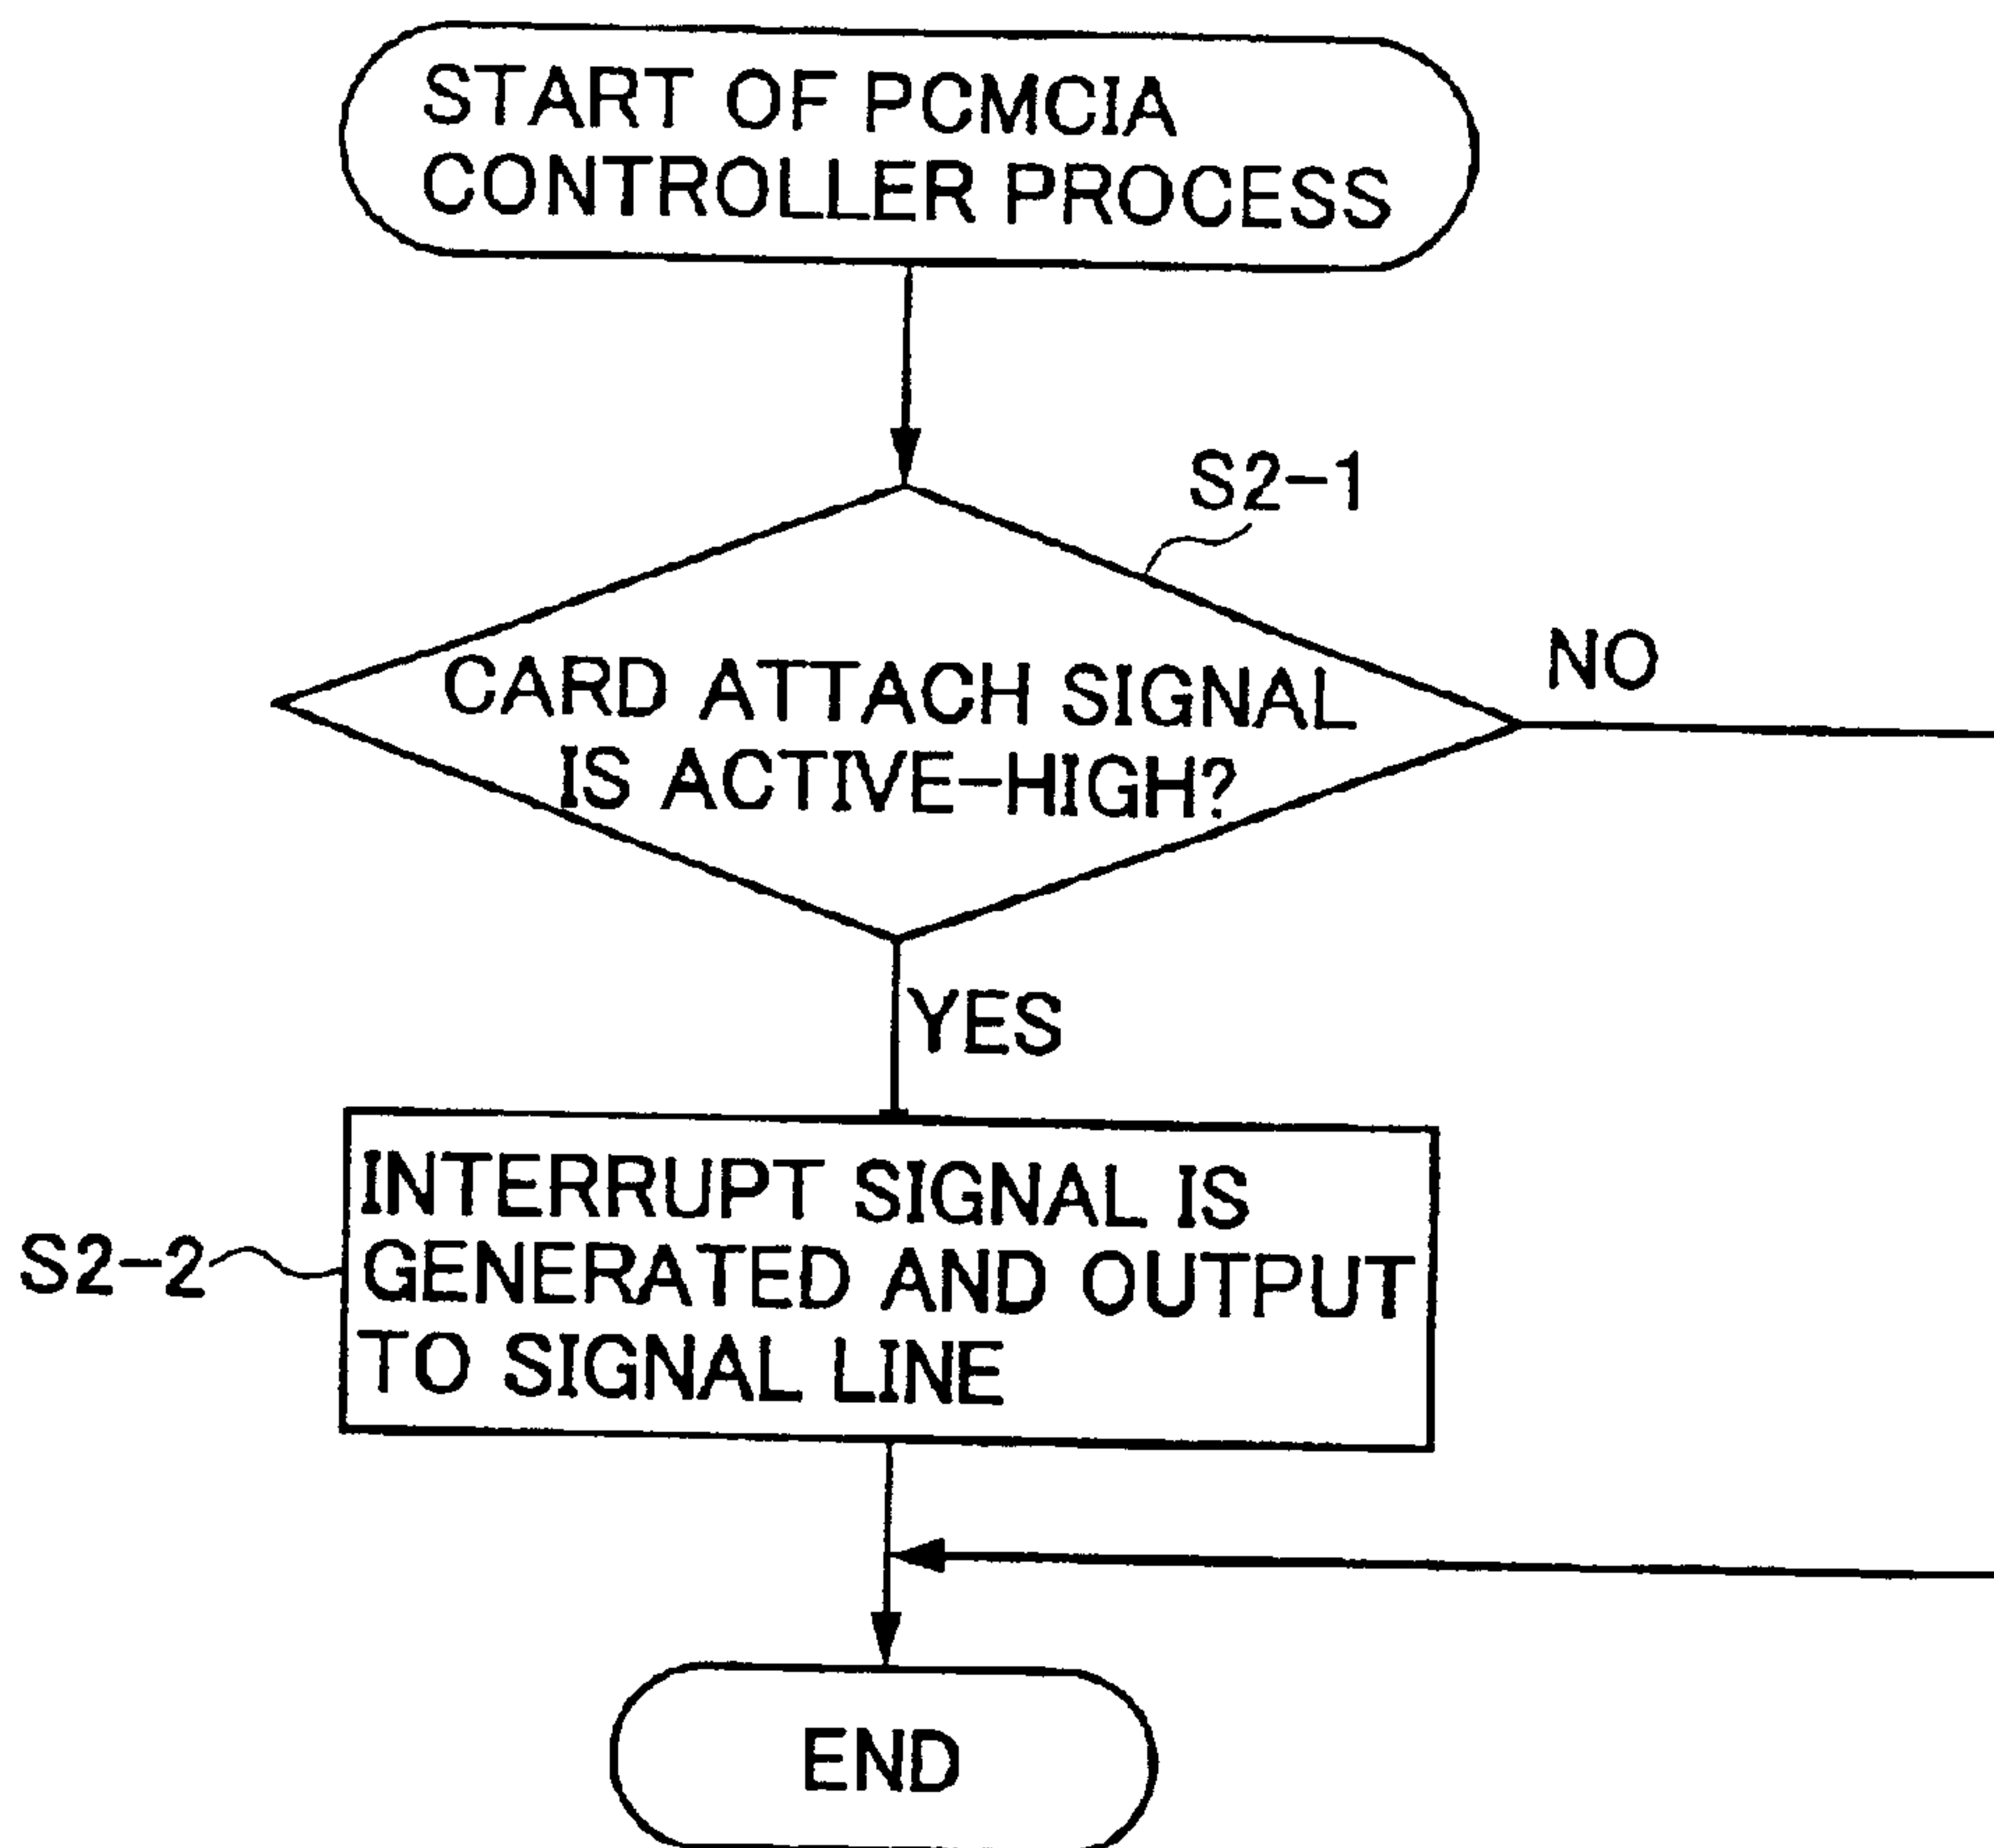 START OF PCMCIA
CONTROLLER PROCESS
S2-1
CARD ATTACH SIGNAL
IS ACTIVE-HIGH?
NO
YES
S2-2
INTERRUPT SIGNAL IS
GENERATED AND OUTPUT
TO SIGNAL LINE
END